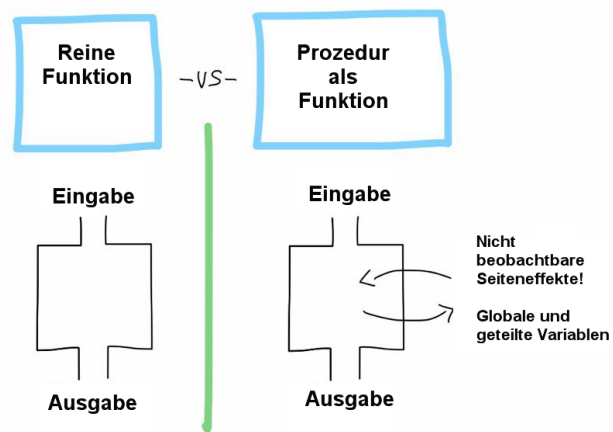 Reine
Funktion
-VS-
Prozedur
als
Funktion
Eingabe
Ausgabe
Eingabe
Nicht
beobachtbare
Seiteneffekte!
Globale und
geteilte Variablen
Ausgabe